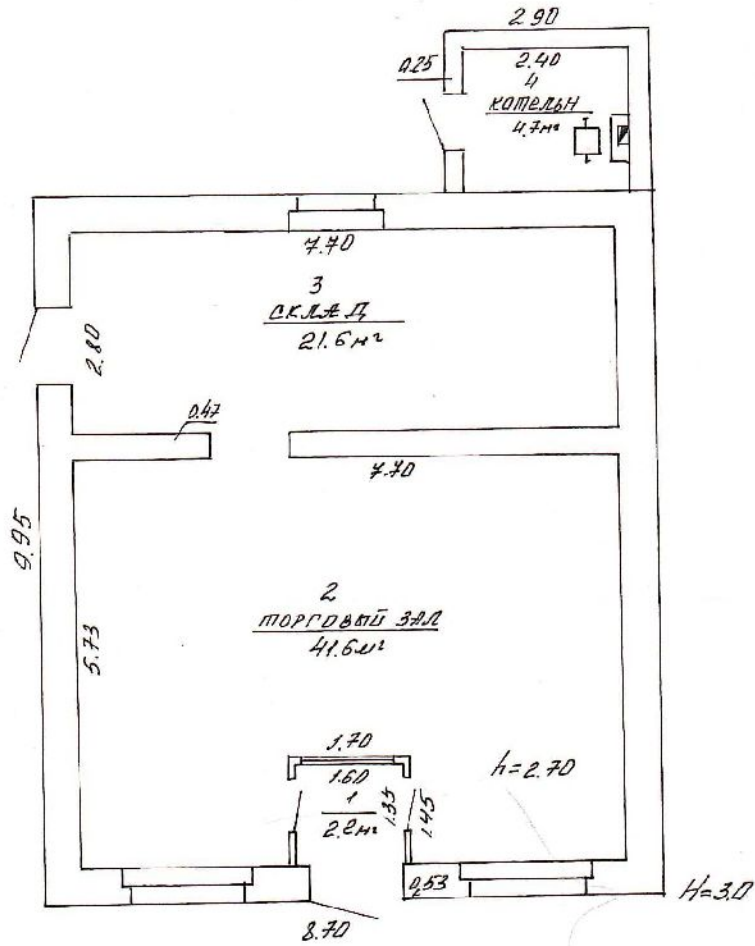 2.90
0.25
2.40
4
КОТЕЛЬН
4.7м²
7.70
3
СКЛАД
21.6м²
2.80
0.47
7.70
9.95
2
ТОРГОВЫЙ ЗАЛ
41.6м²
5.73
1.70
1.60
1
2.2м²
1.35
1.45
h=2.70
0,53
H=3.0
8.70